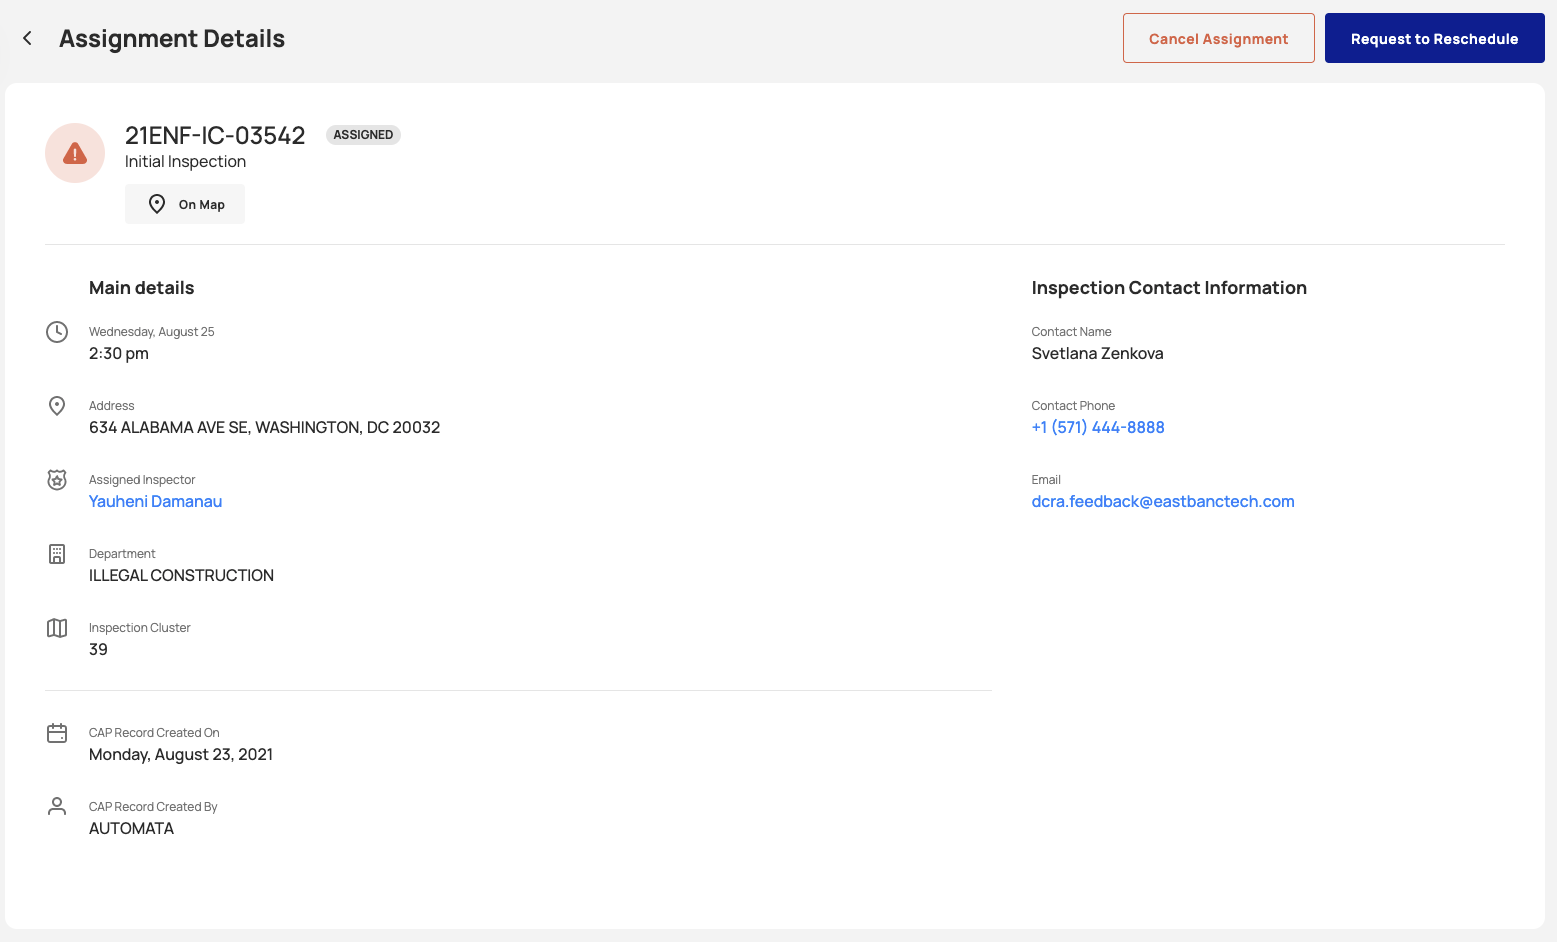 Assignment Details
Cancel Assignment
Request to Reschedule
21ENF-IC-03542
ASSIGNED
Initial Inspection
On Map
Main details
Wednesday, August 25
2:30 pm
Address
634 ALABAMA AVE SE, WASHINGTON, DC 20032
Assigned Inspector
Yauheni Damanau
Department
ILLEGAL CONSTRUCTION
Inspection Cluster
39
CAP Record Created On
Monday, August 23, 2021
CAP Record Created By
AUTOMATA
Inspection Contact Information
Contact Name
Svetlana Zenkova
Contact Phone
+1 (571) 444-8888
Email
dcra.feedback@eastbanctech.com